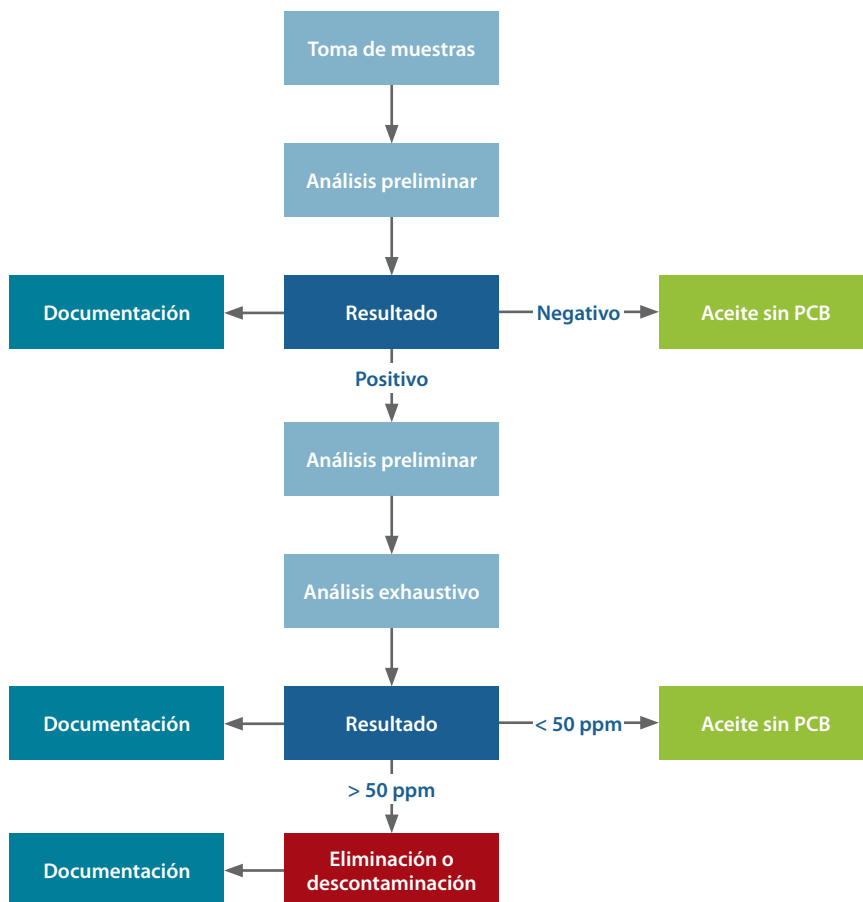 Toma de muestras
Análisis preliminar
Documentación
Resultado
Negativo
Aceite sin PCB
Positivo
Análisis preliminar
Análisis exhaustivo
Documentación
Resultado
< 50 ppm
Aceite sin PCB
> 50 ppm
Documentación
Eliminación o
descontaminación